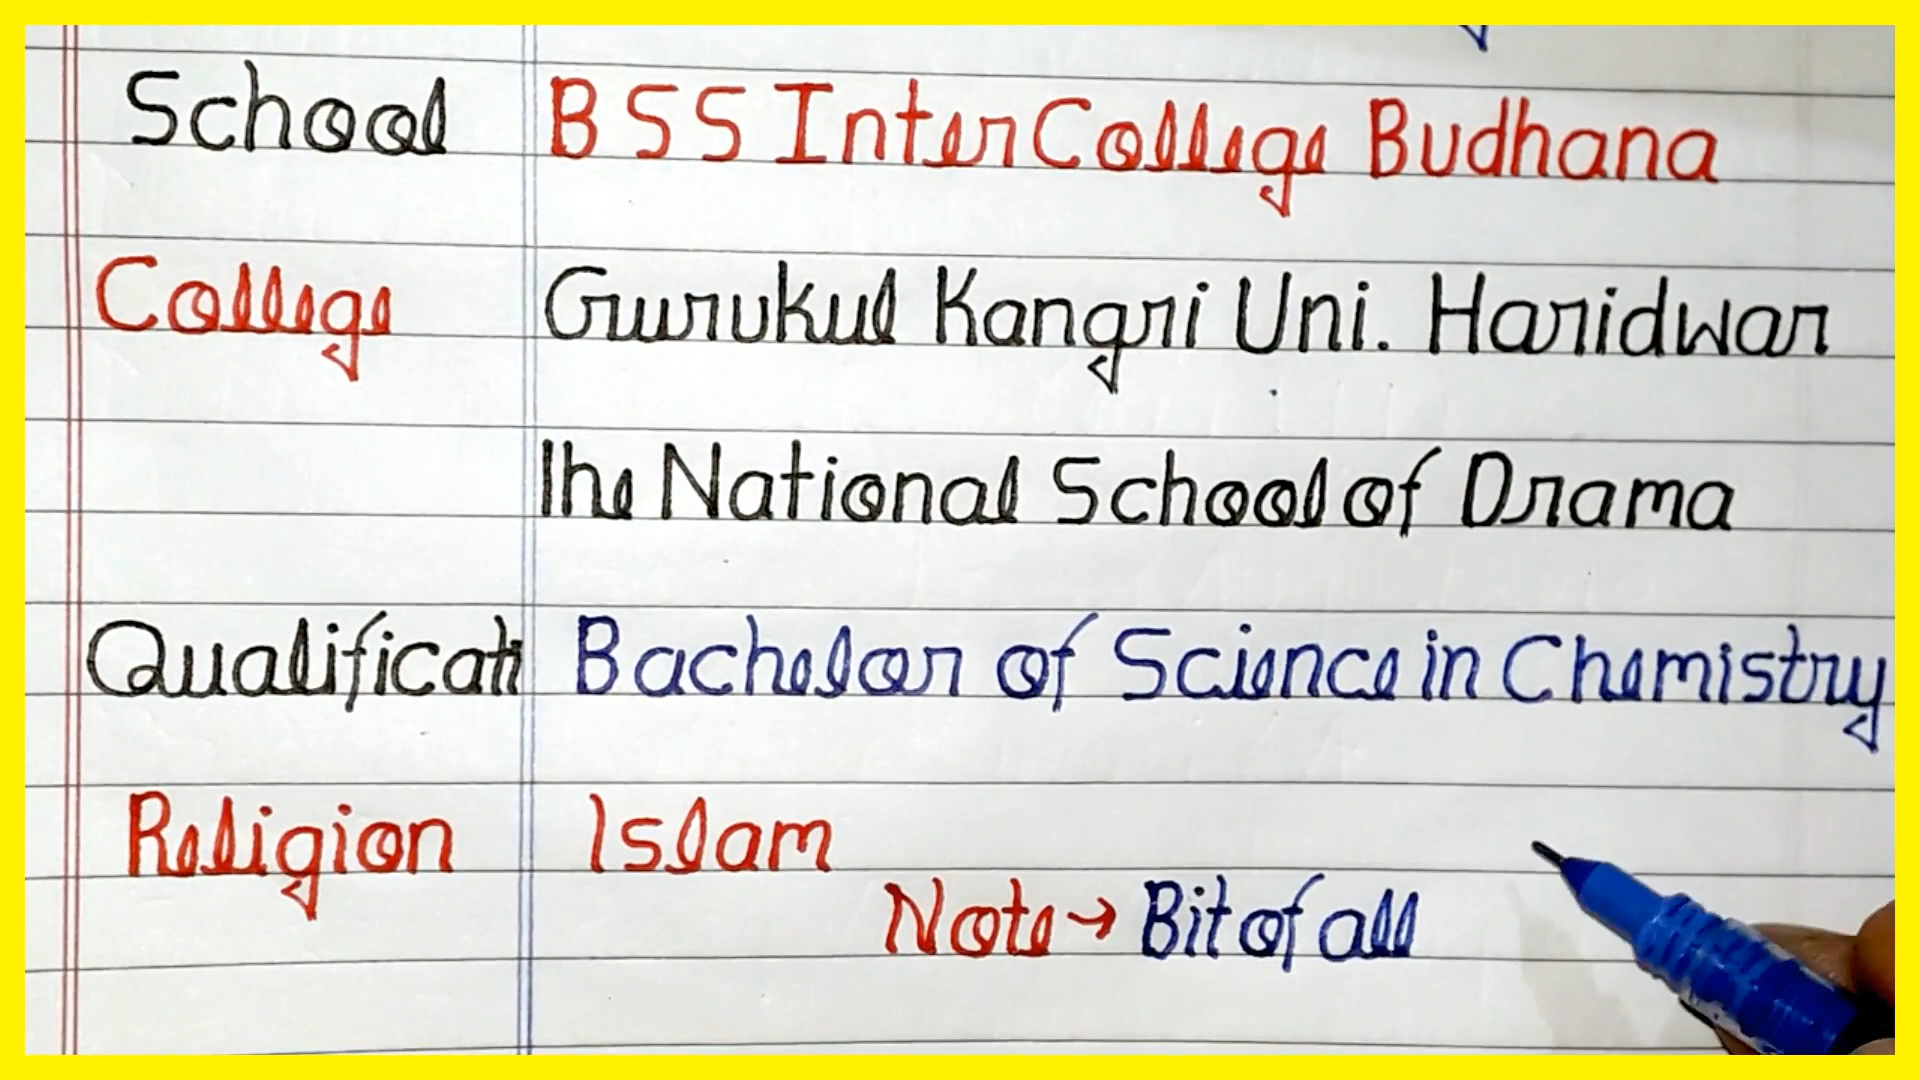 School BSS Inter College Budhana
College Gurukul Kangri Uni. Haridwar
The National School of Drama
Qualificati Bachelor of Science in Chemistry
Religion Islam
Note→ Bit of all